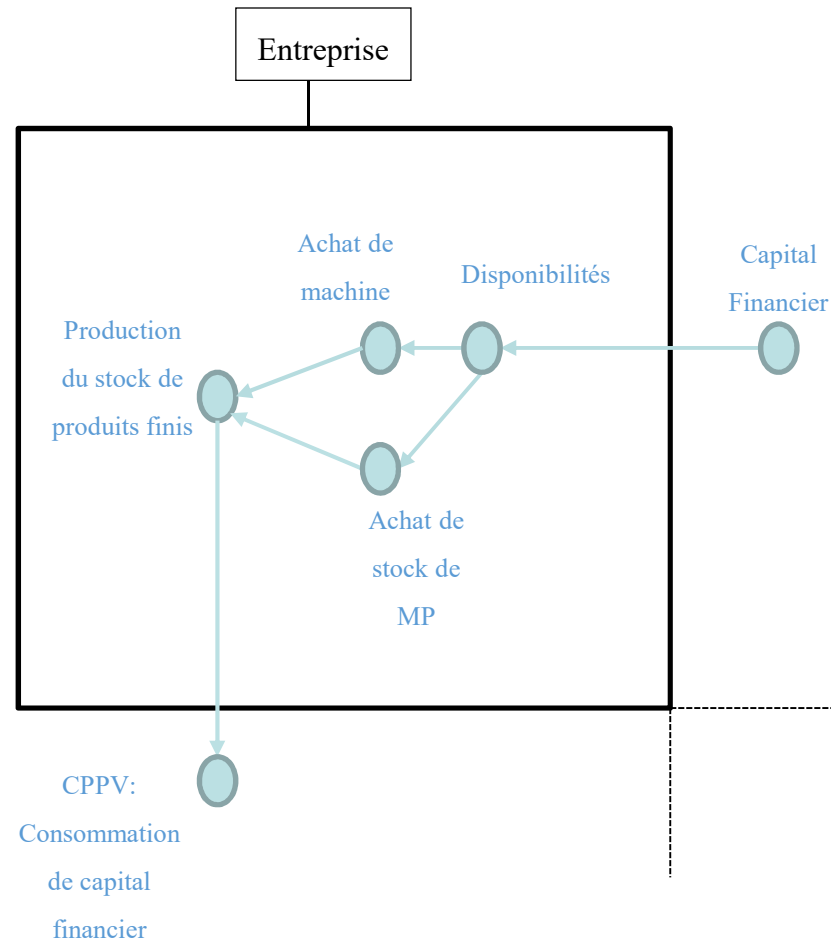 Entreprise
Achat de
machine
Disponibilités
Capital
Financier
Production
du stock de
produits finis
Achat de
stock de
MP
CPPV:
Consommation
de capital
financier